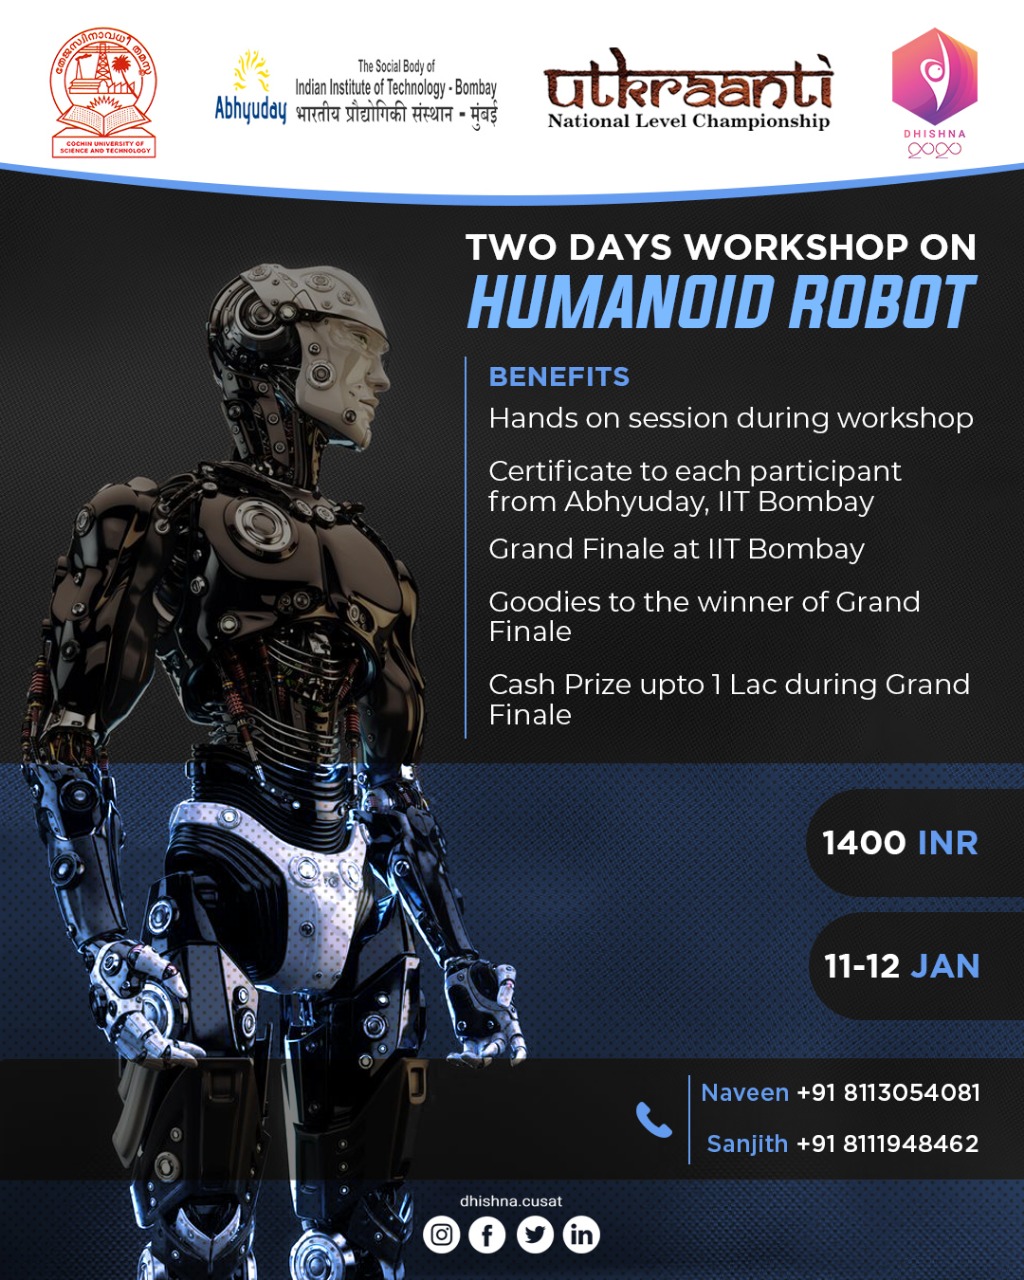 തേജസ്വിനാവധീതമസ്തു
COCHIN UNIVERSITY OF
SCIENCE AND TECHNOLOGY
Abhyuday
The Social Body of
Indian Institute of Technology - Bombay
भारतीय प्रौद्योगिकी संस्थान - मुंबई
utkraanti
National Level Championship
DHISHNA
2020
TWO DAYS WORKSHOP ON
HUMANOID ROBOT
BENEFITS
Hands on session during workshop
Certificate to each participant
from Abhyuday, IIT Bombay
Grand Finale at IIT Bombay
Goodies to the winner of Grand
Finale
Cash Prize upto 1 Lac during Grand
Finale
1400 INR
11-12 JAN
Naveen +91 8113054081
Sanjith +91 8111948462
dhishna.cusat